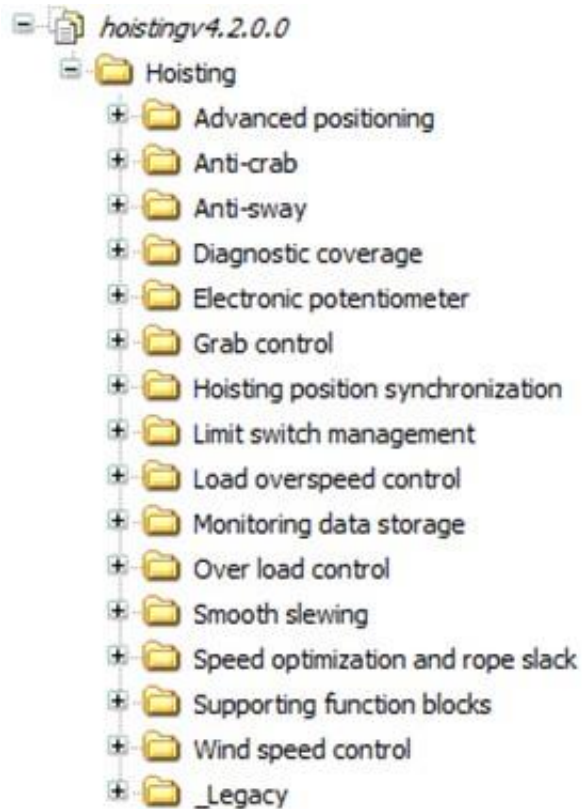 hoistingv4.2.0.0
Hoisting
Advanced positioning
Anti-crab
Anti-sway
Diagnostic coverage
Electronic potentiometer
Grab control
Hoisting position synchronization
Limit switch management
Load overspeed control
Monitoring data storage
Over load control
Smooth slewing
Speed optimization and rope slack
Supporting function blocks
Wind speed control
_Legacy